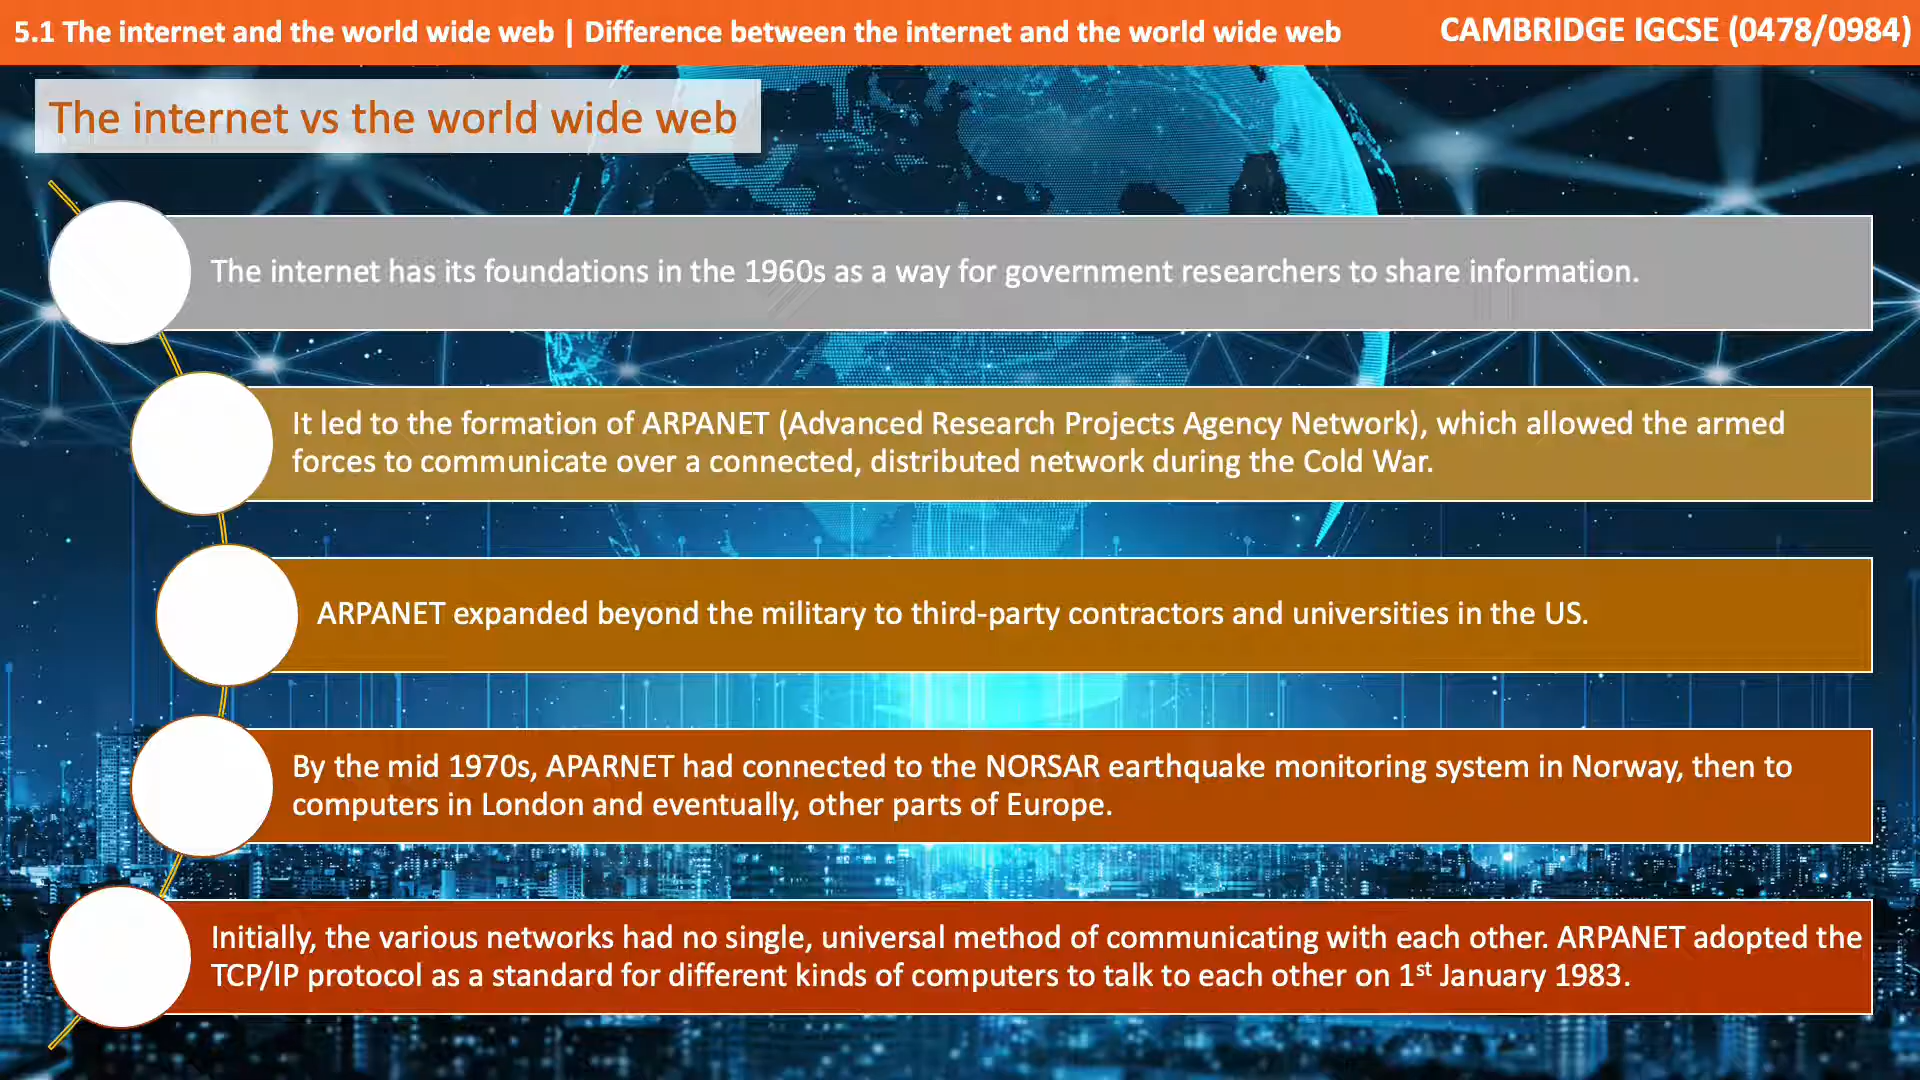 5.1 The internet and the world wide web | Difference between the internet and the world wide web
CAMBRIDGE IGCSE (0478/0984)
The internet vs the world wide web
The internet has its foundations in the 1960s as a way for government researchers to share information.
It led to the formation of ARPANET (Advanced Research Projects Agency Network), which allowed the armed
forces to communicate over a connected, distributed network during the Cold War.
ARPANET expanded beyond the military to third-party contractors and universities in the US.
By the mid 1970s, APARNET had connected to the NORSAR earthquake monitoring system in Norway, then to
computers in London and eventually, other parts of Europe.
Initially, the various networks had no single, universal method of communicating with each other. ARPANET adopted the
TCP/IP protocol as a standard for different kinds of computers to talk to each other on 1st January 1983.